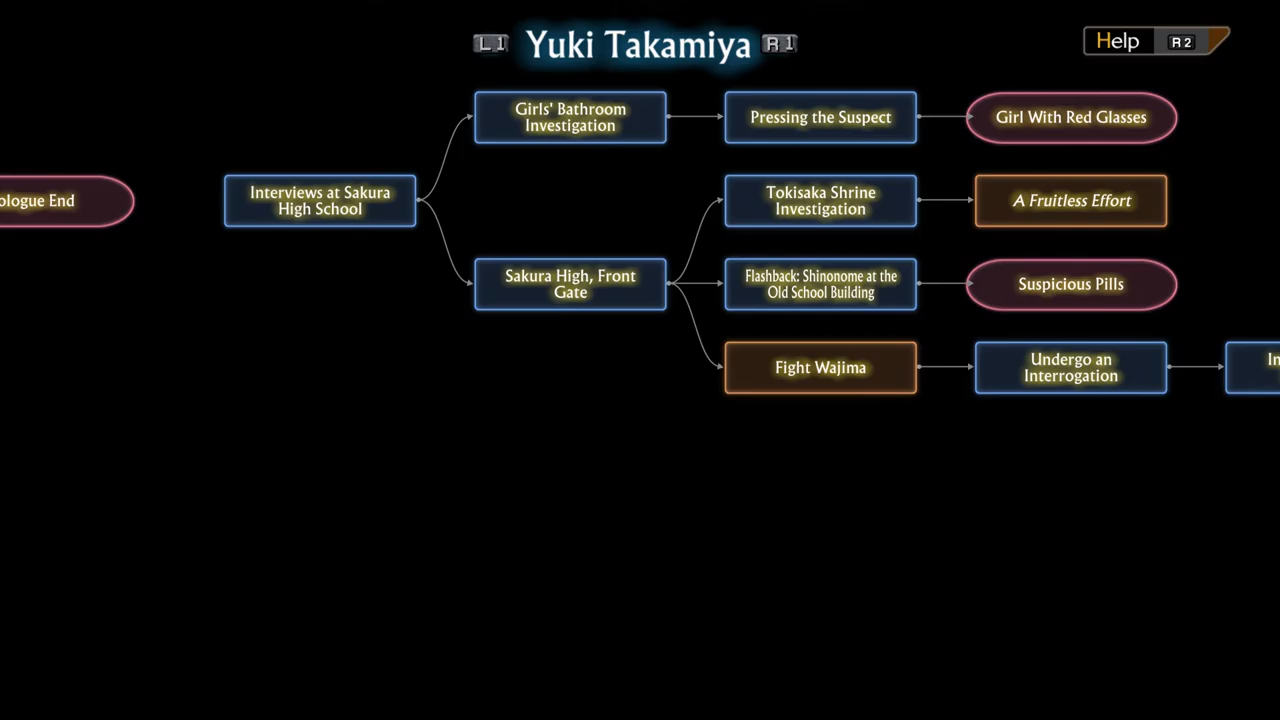 L1 Yuki Takamiya R1
Help R2
Girls' Bathroom
Investigation
Pressing the Suspect
Girl With Red Glasses
ologue End
Interviews at Sakura
High School
Tokisaka Shrine
Investigation
A Fruitless Effort
Sakura High, Front
Gate
Flashback: Shinonome at the
Old School Building
Suspicious Pills
Fight Wajima
Undergo an
Interrogation
In